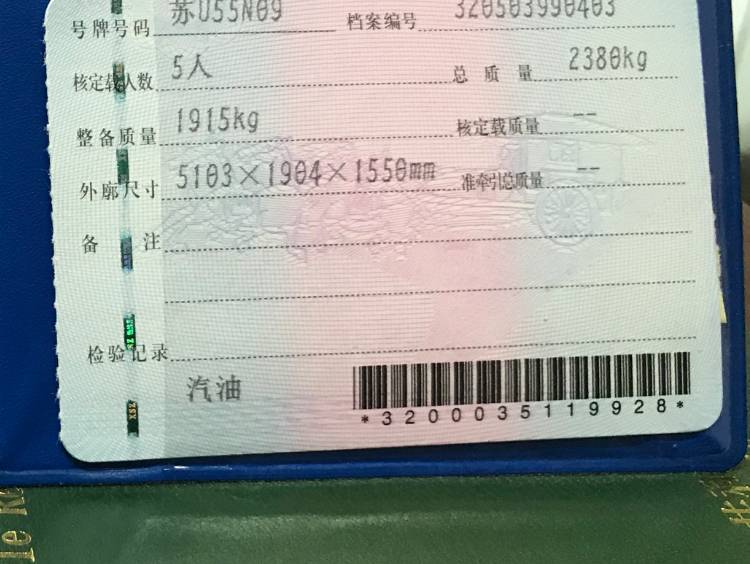 号牌号码 苏U55N09 档案编号 320503990403
核定载人数 5人 总质量 2380kg
整备质量 1915kg 核定载质量 --
外廓尺寸 5103×1904×1550mm 准牵引总质量 --
备注
检验记录
汽油
*3200035119928*